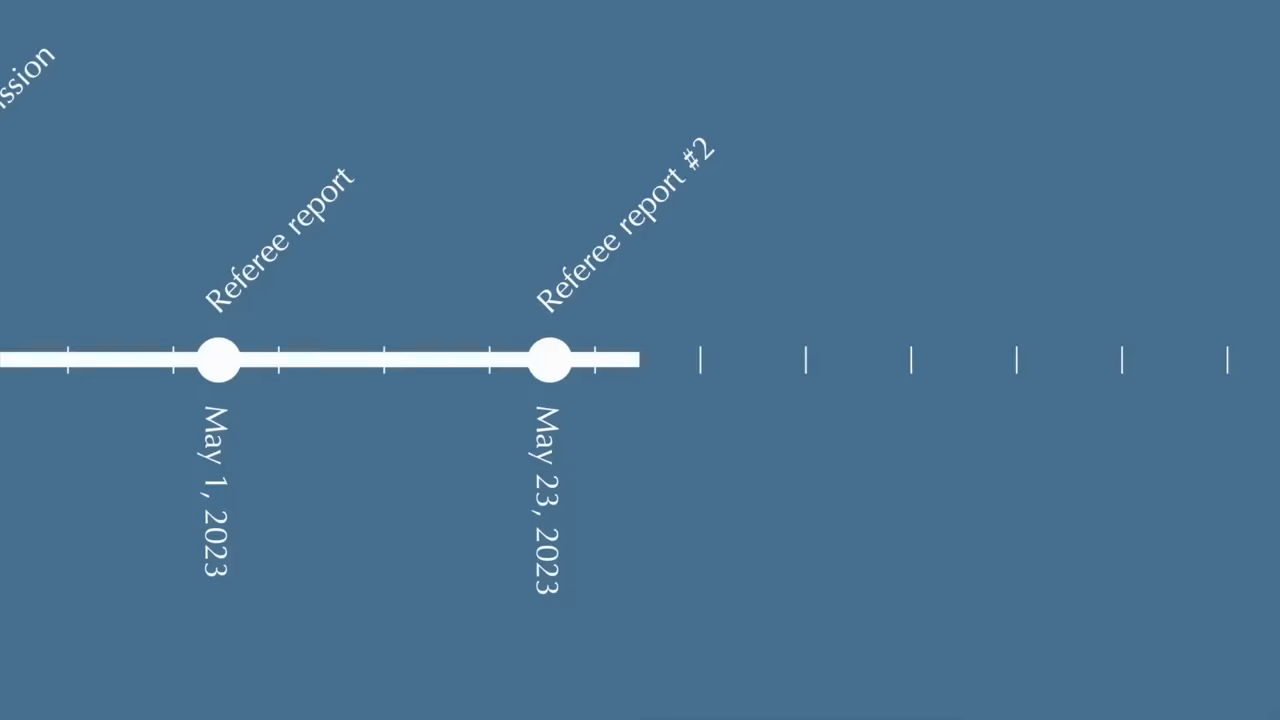 Referee report
Referee report #2
May 1, 2023
May 23, 2023